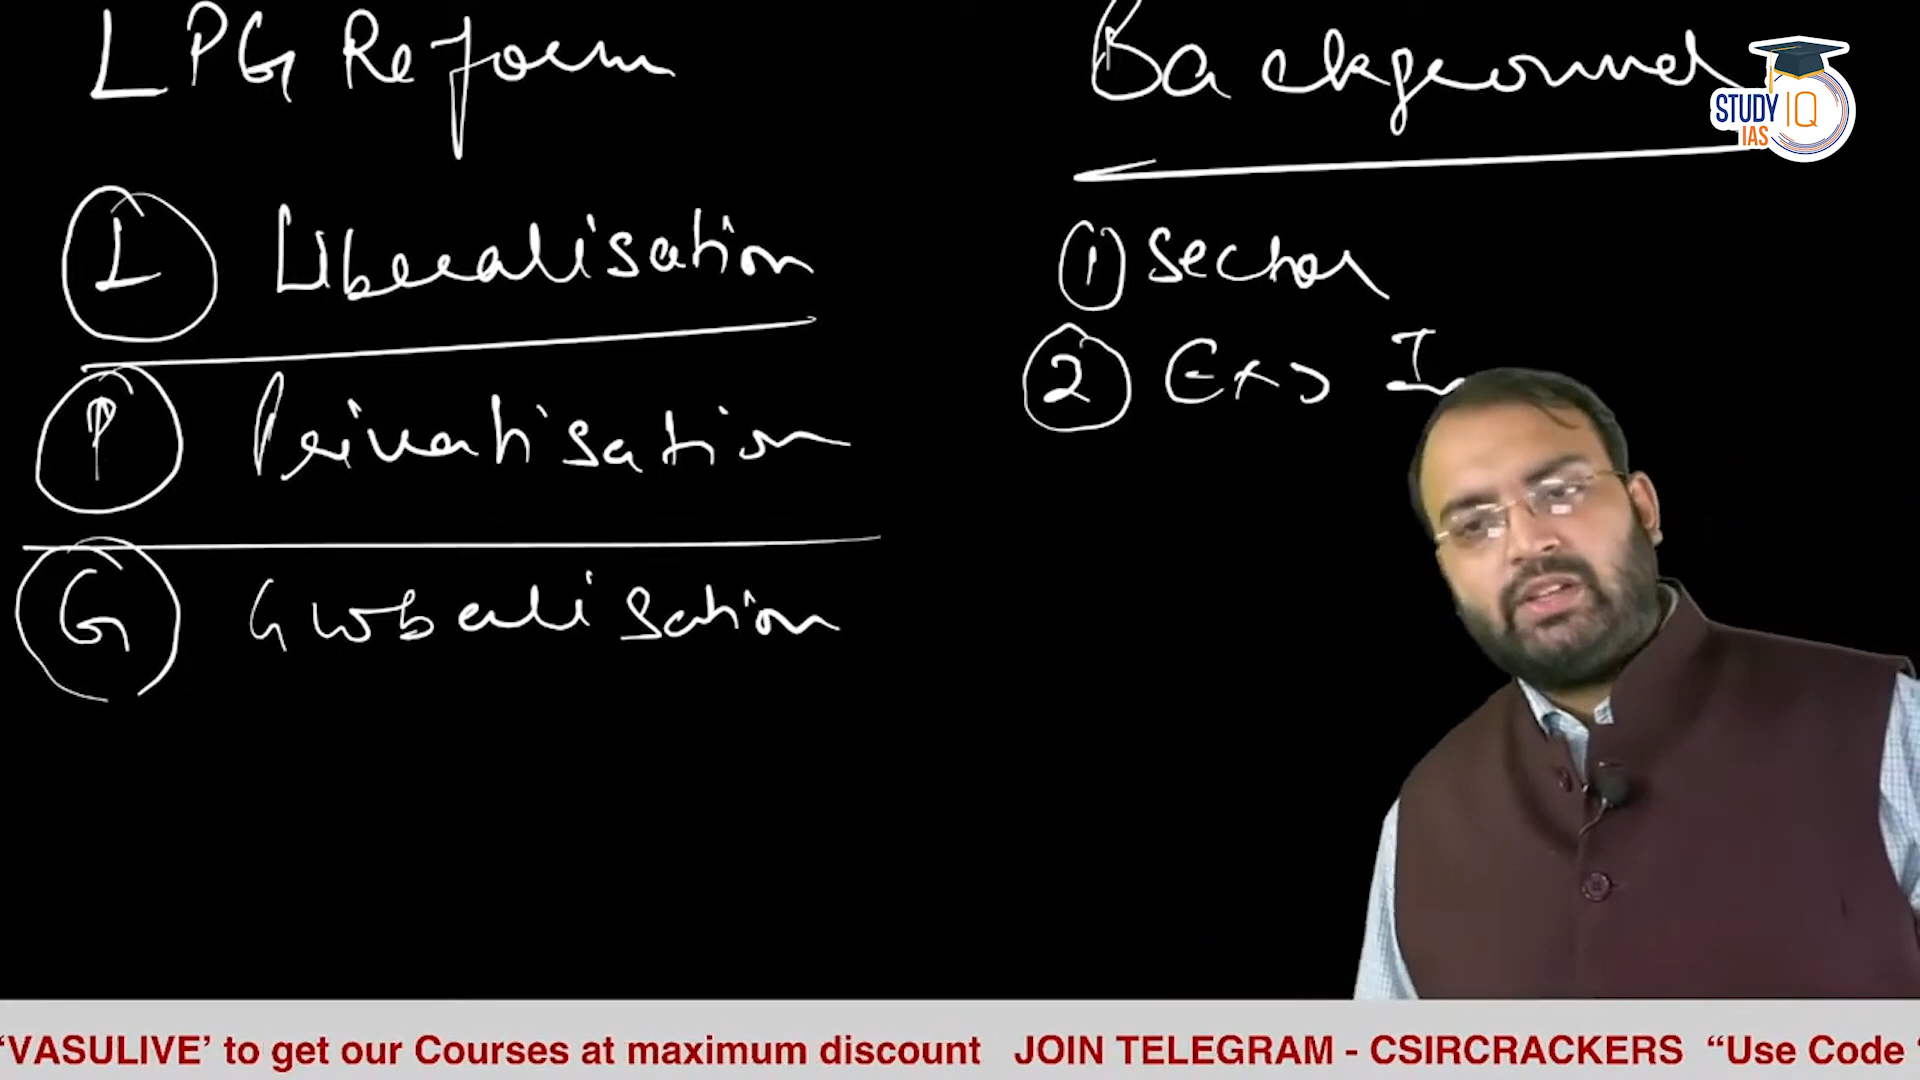 LPG Reform
L Liberalisation
P Privatisation
G Globalisation
Background
1 Sector
2 Exp I
STUDY IQ
IAS
‘VASULIVE’ to get our Courses at maximum discount JOIN TELEGRAM - CSIRCRACKERS “Use Code